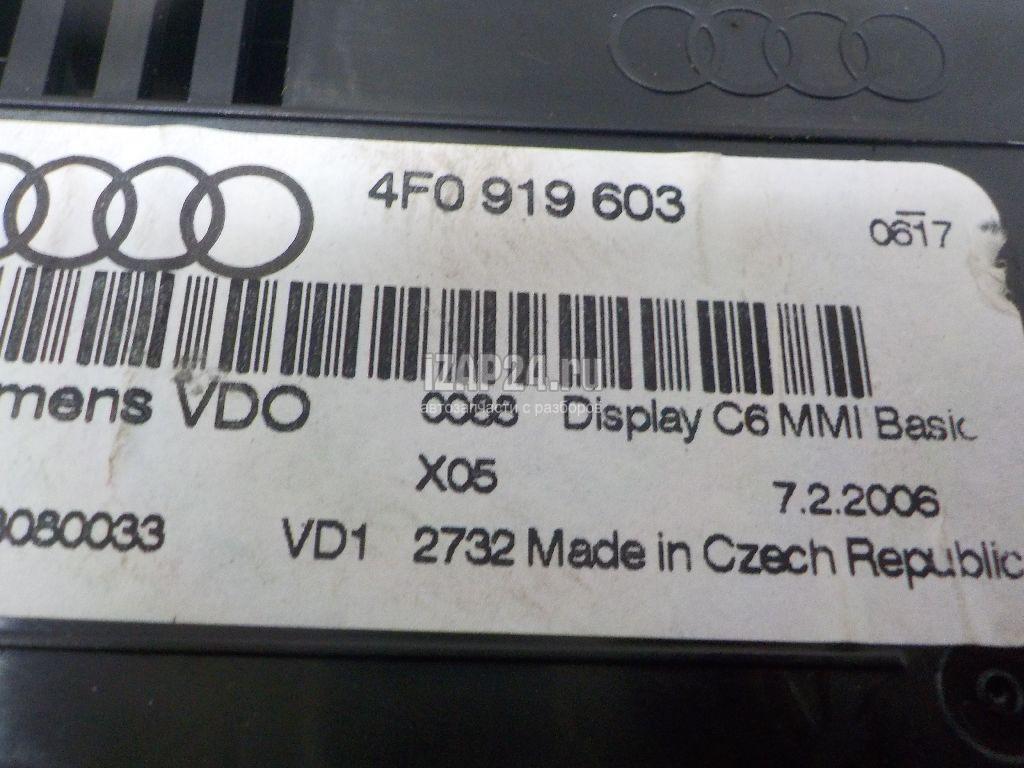 4F0 919 603
0617
mens VDO
Display C6 MMI Basic
iZAP24.ru
автозапчасти с разборов
X05
7.2.2006
080033
VD1 2732 Made in Czech Republic